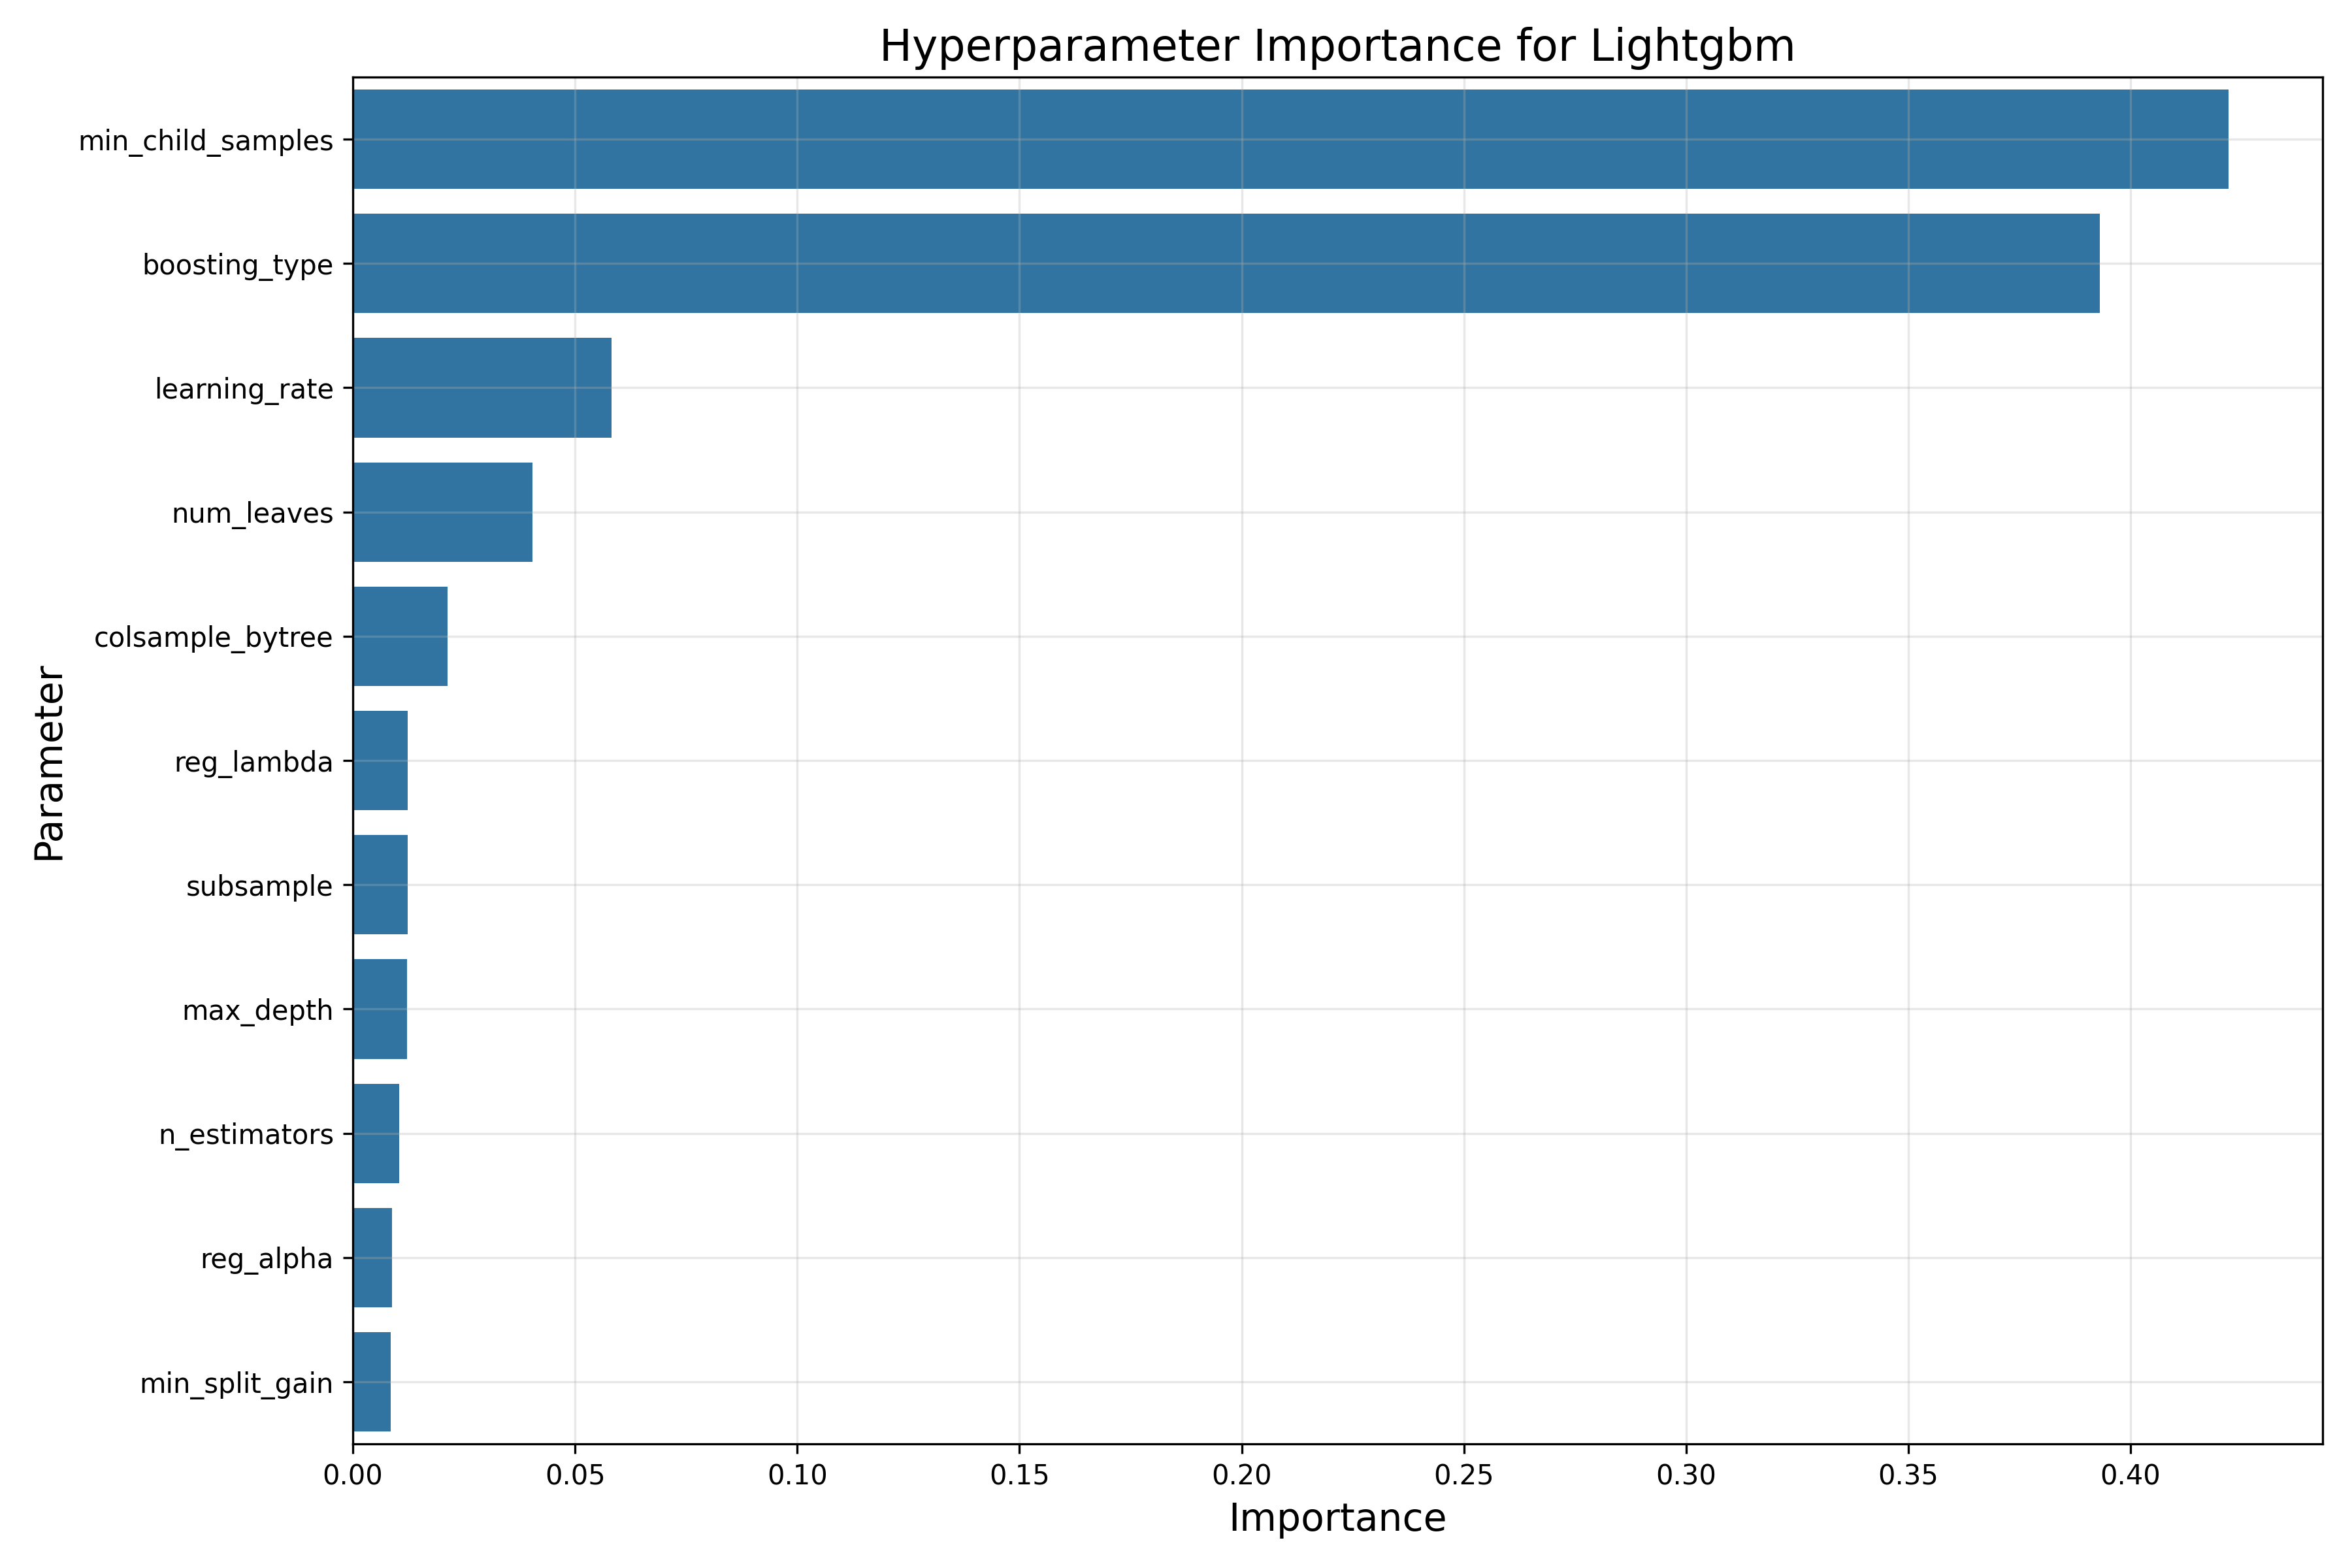 Hyperparameter Importance for Lightgbm
min_child_samples
boosting_type
learning_rate
num_leaves
colsample_bytree
reg_lambda
subsample
max_depth
n_estimators
reg_alpha
min_split_gain
Parameter
0.00 0.05 0.10 0.15 0.20 0.25 0.30 0.35 0.40
Importance